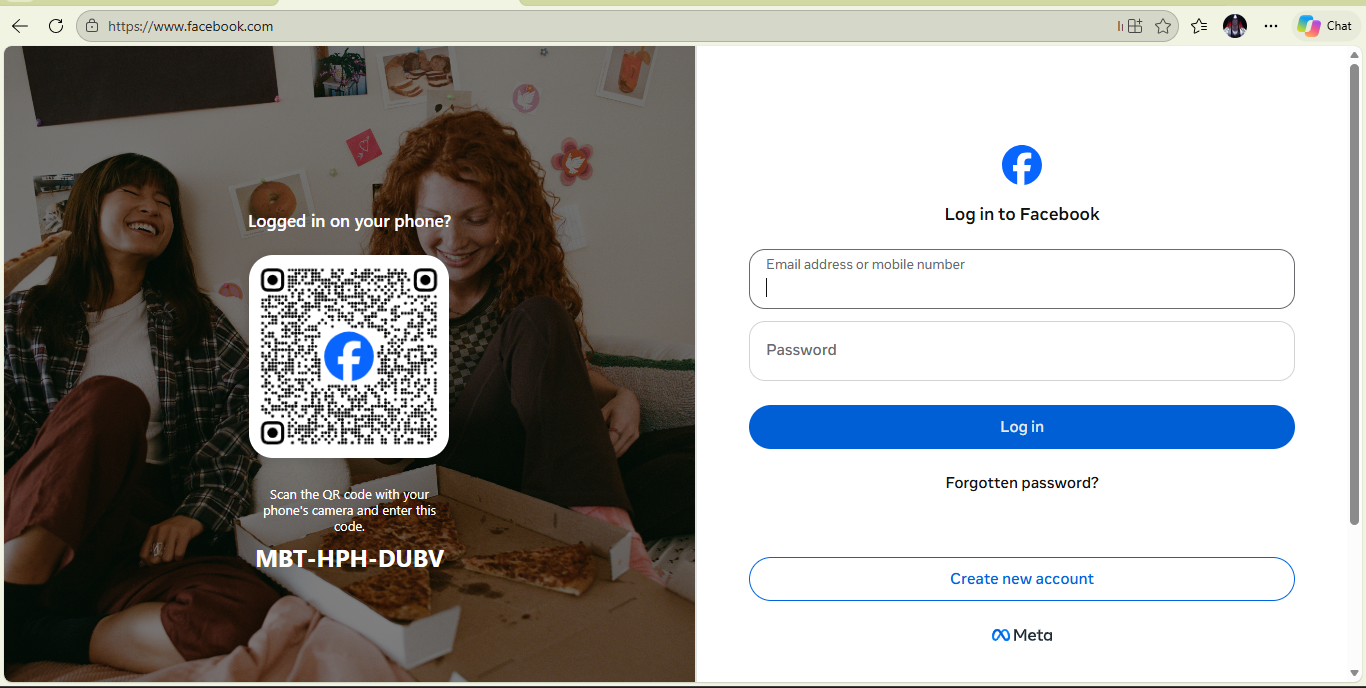 https://www.facebook.com
Chat
Logged in on your phone?
Scan the QR code with your
phone's camera and enter this
code.
MBT-HPH-DUBV
Log in to Facebook
Email address or mobile number
Password
Log in
Forgotten password?
Create new account
Meta